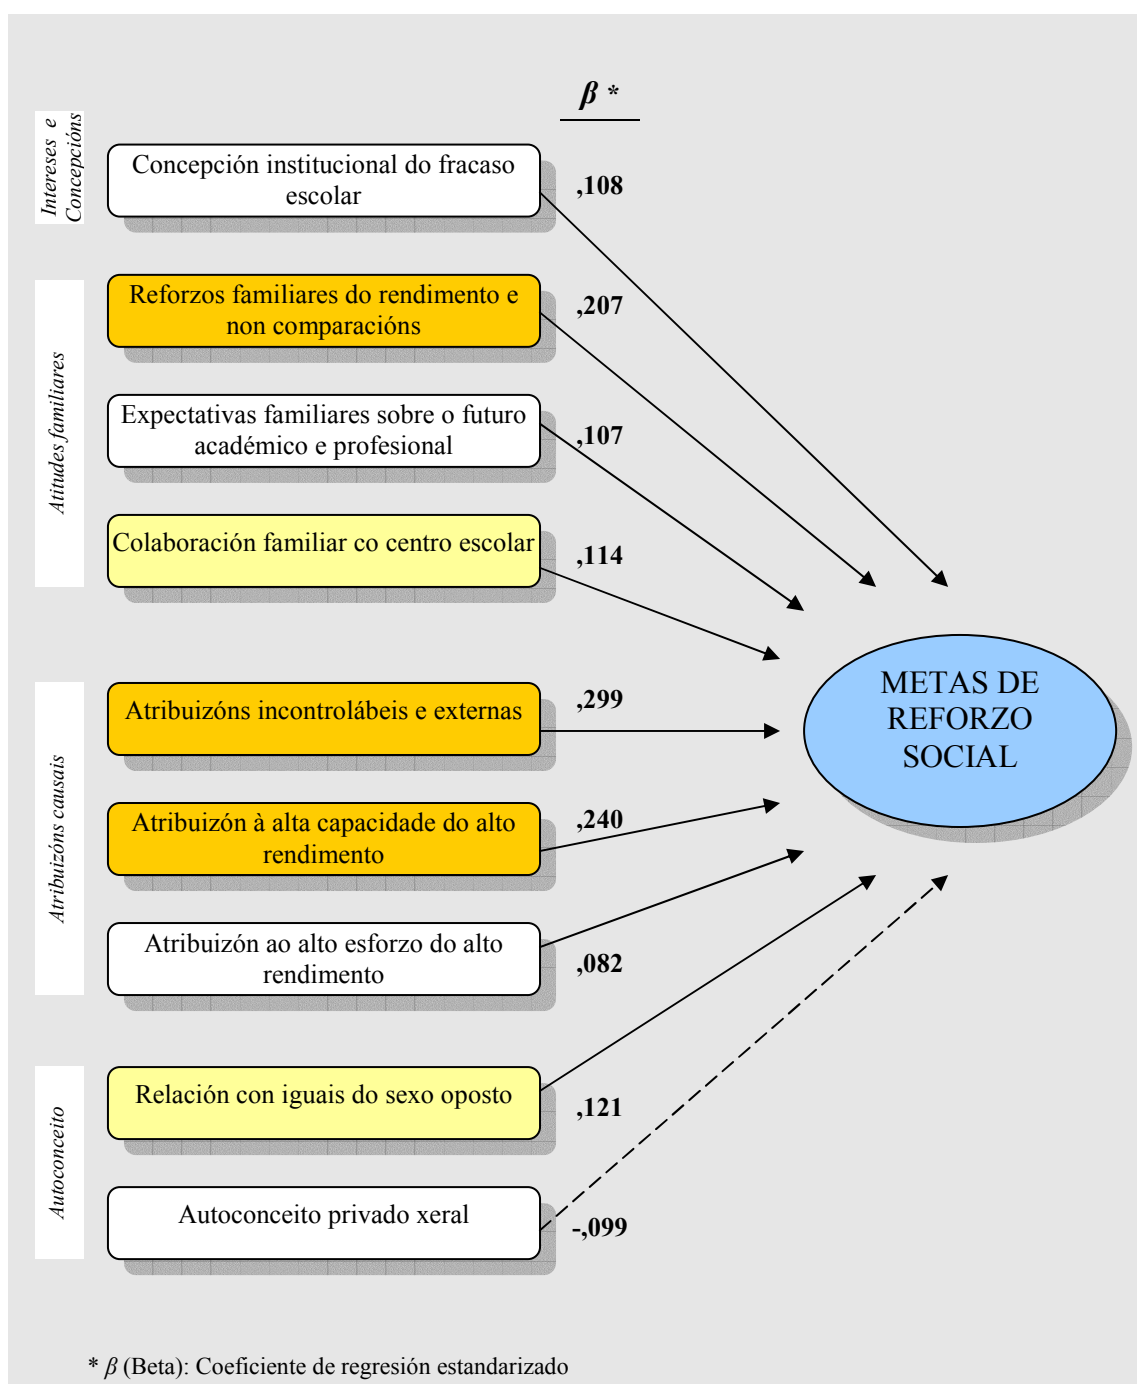 β *
Intereses e
Concepcións
Concepción institucional do fracaso
escolar
,108
Atitudes familiares
Reforzos familiares do rendimento e
non comparacións
,207
Expectativas familiares sobre o futuro
académico e profesional
,107
Colaboración familiar co centro escolar
,114
Atribuizóns causais
Atribuizóns incontrolábeis e externas
,299
Atribuizón à alta capacidade do alto
rendimento
,240
Atribuizón ao alto esforzo do alto
rendimento
,082
METAS DE
REFORZO
SOCIAL
Autoconceito
Relación con iguais do sexo oposto
,121
Autoconceito privado xeral
-,099
* β (Beta): Coeficiente de regresión estandarizado